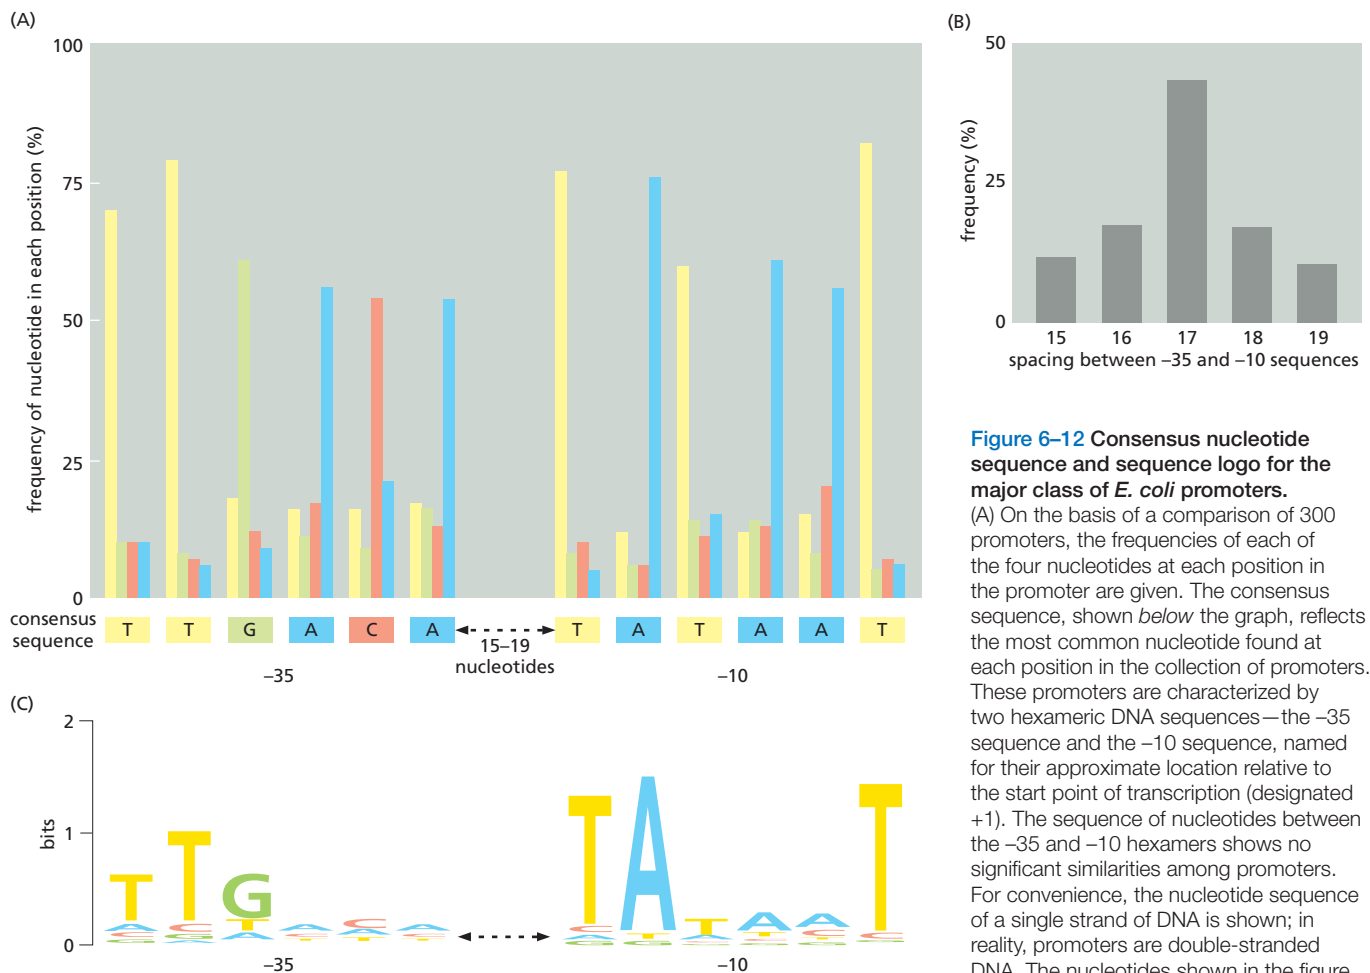 (A)
100
75
50
25
0
frequency of nucleotide in each position (%)
consensus sequence
T T G A C A
15–19 nucleotides
T A T A A T
–35
–10
(B)
50
25
0
frequency (%)
15 16 17 18 19
spacing between –35 and –10 sequences
(C)
2
1
0
bits
T T G
A C T A C A
C G A G A T
G A T T
–35
T A T A A T
C T A T C C
A G G C T G
–10
Figure 6–12 Consensus nucleotide
sequence and sequence logo for the
major class of E. coli promoters.
(A) On the basis of a comparison of 300
promoters, the frequencies of each of
the four nucleotides at each position in
the promoter are given. The consensus
sequence, shown below the graph, reflects
the most common nucleotide found at
each position in the collection of promoters.
These promoters are characterized by
two hexameric DNA sequences—the –35
sequence and the –10 sequence, named
for their approximate location relative to
the start point of transcription (designated
+1). The sequence of nucleotides between
the –35 and –10 hexamers shows no
significant similarities among promoters.
For convenience, the nucleotide sequence
of a single strand of DNA is shown; in
reality, promoters are double-stranded
DNA. The nucleotides shown in the figure